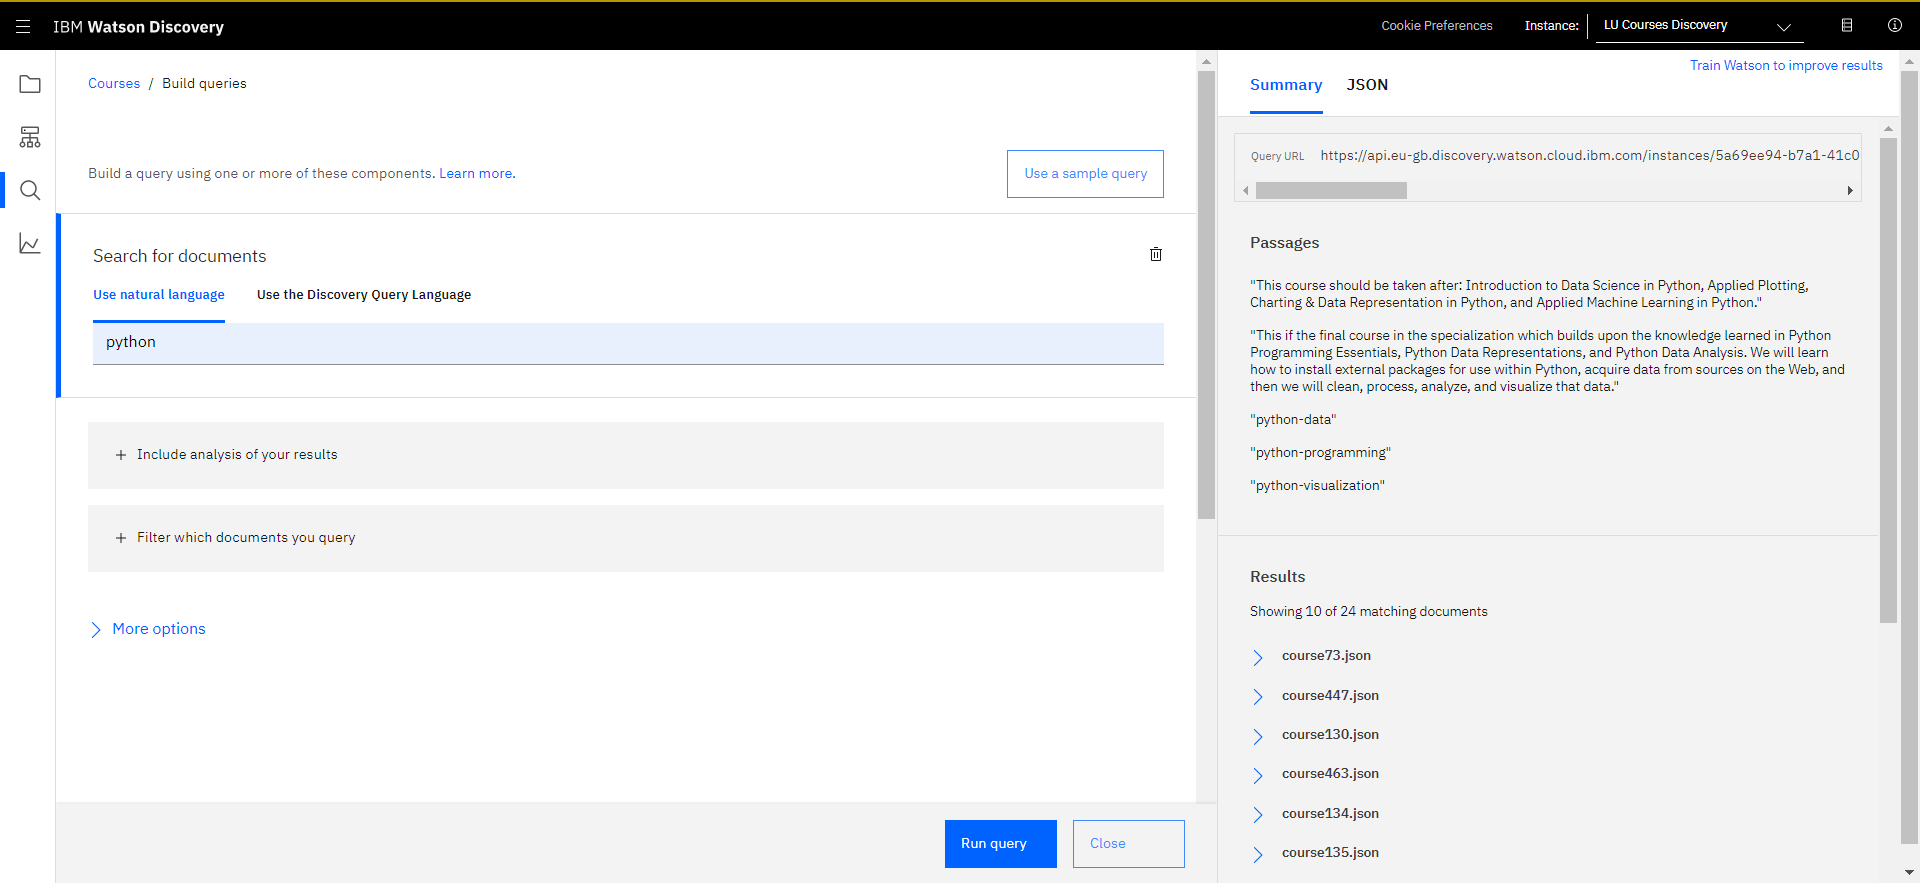 IBM Watson Discovery
Cookie Preferences
Instance:
LU Courses Discovery
Courses / Build queries
Build a query using one or more of these components. Learn more.
Use a sample query
Search for documents
Use natural language
Use the Discovery Query Language
python
+ Include analysis of your results
+ Filter which documents you query
More options
Run query
Close
Train Watson to improve results
Summary
JSON
Query URL
https://api.eu-gb.discovery.watson.cloud.ibm.com/instances/5a69ee94-b7a1-41c0
Passages
"This course should be taken after: Introduction to Data Science in Python, Applied Plotting,
Charting & Data Representation in Python, and Applied Machine Learning in Python."
"This if the final course in the specialization which builds upon the knowledge learned in Python
Programming Essentials, Python Data Representations, and Python Data Analysis. We will learn
how to install external packages for use within Python, acquire data from sources on the Web, and
then we will clean, process, analyze, and visualize that data."
"python-data"
"python-programming"
"python-visualization"
Results
Showing 10 of 24 matching documents
course73.json
course447.json
course130.json
course463.json
course134.json
course135.json